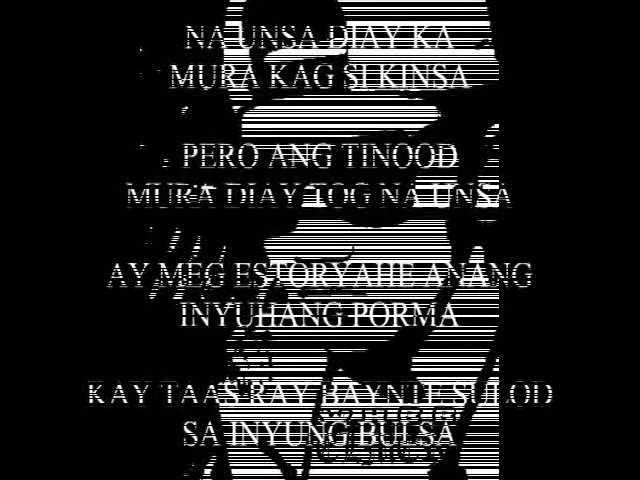 NA UNSA DIAY KA
MURA KAG SI KINSA
PERO ANG TINOOD
MURA DIAY TOG NA UNSA
AY MEG ESTORYAHE ANANG
INYUHANG PORMA
KAY TAAS RAY BAYNTE SULOD
SA INYUNG BULSA